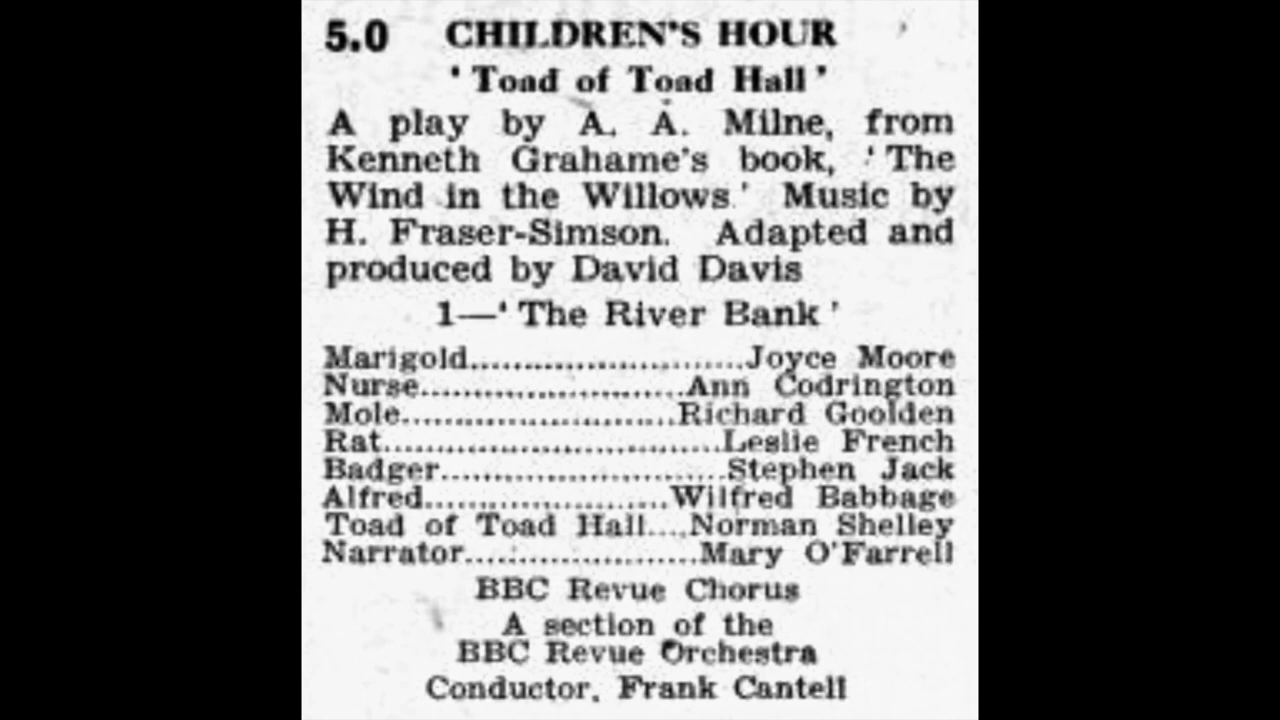 5.0 CHILDREN'S HOUR
' Toad of Toad Hall '
A play by A. A. Milne, from
Kenneth Grahame's book, ' The
Wind in the Willows.' Music by
H. Fraser-Simson. Adapted and
produced by David Davis
1—' The River Bank '
Marigold..........................Joyce Moore
Nurse.........................Ann Codrington
Mole..........................Richard Goolden
Rat................................Leslie French
Badger...........................Stephen Jack
Alfred.......................Wilfred Babbage
Toad of Toad Hall....Norman Shelley
Narrator......................Mary O'Farrell
BBC Revue Chorus
A section of the
BBC Revue Orchestra
Conductor, Frank Cantell